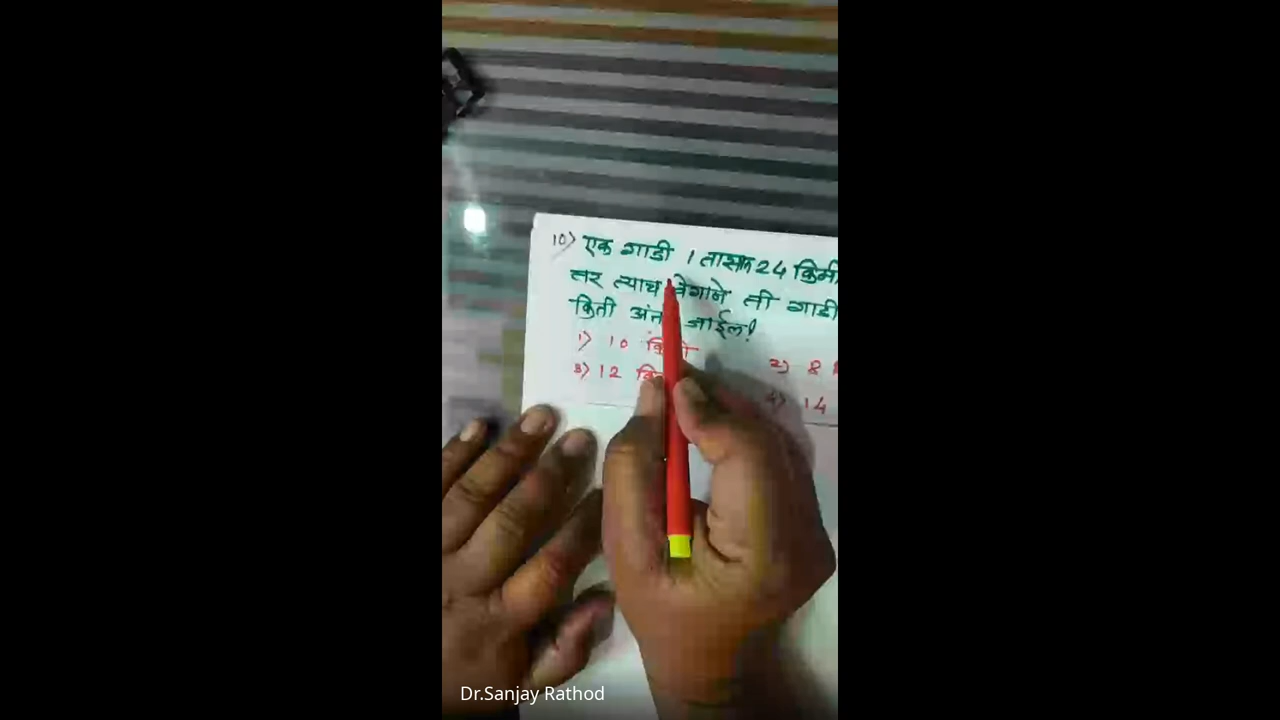 10) एक गाडी 1 तासात 24 किमी
तर त्याच वेगाने ती गाडी
किती जाईल?
1) 10
2) 8
3) 12
4) 14
Dr.Sanjay Rathod